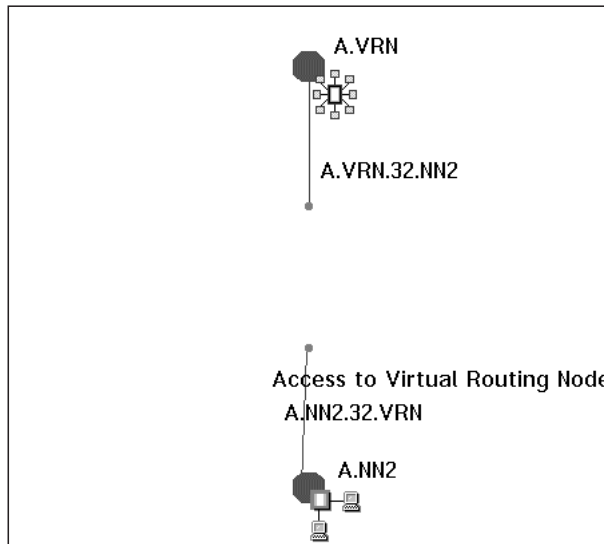 A.VRN
A.VRN.32.NN2
Access to Virtual Routing Node
A.NN2.32.VRN
A.NN2